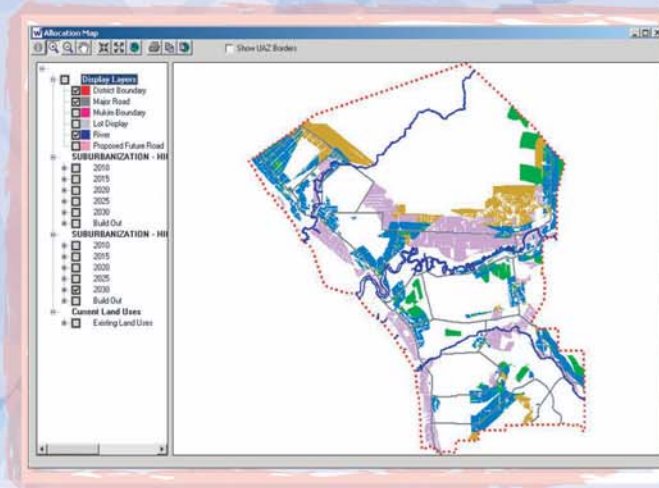 Allocation Map
Show UAZ Borders
Display Layers
District Boundary
Major Road
Mukim Boundary
Lot Display
River
Proposed Future Road
SUBURBANIZATION - HI
2010
2015
2020
2025
2030
Build Out
SUBURBANIZATION - HI
2010
2015
2020
2025
2030
Build Out
Current Land Uses
Existing Land Uses